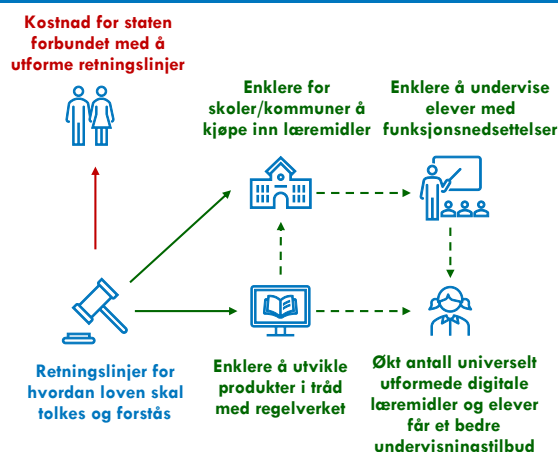 Kostnad for staten
forbundet med å
utforme retningslinjer
Enklere for
skoler/kommuner å
kjøpe inn læremidler
Enklere å undervise
elever med
funksjonsnedsettelser
Retningslinjer for
hvordan loven skal
tolkes og forstås
Enklere å utvikle
produkter i tråd
med regelverket
Økt antall universelt
utformede digitale
læremidler og elever
får et bedre
undervisningstilbud